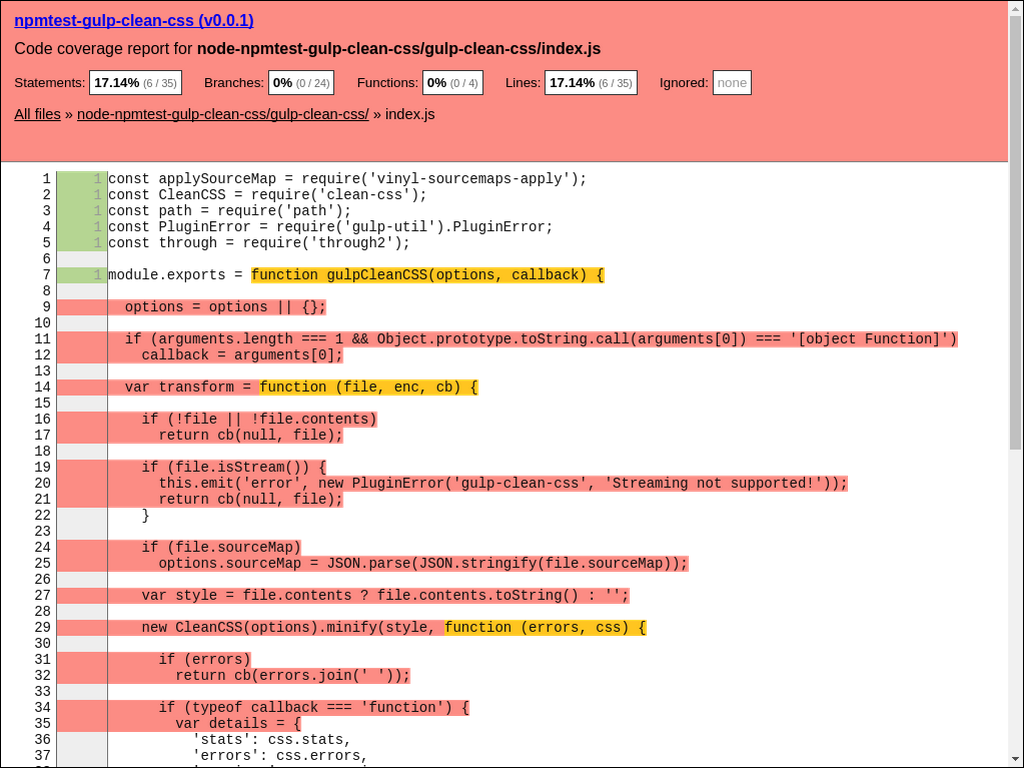 npmtest-gulp-clean-css (v0.0.1)
Code coverage report for node-npmtest-gulp-clean-css/gulp-clean-css/index.js
Statements: 17.14% (6 / 35) Branches: 0% (0 / 24) Functions: 0% (0 / 4) Lines: 17.14% (6 / 35) Ignored: none
All files » node-npmtest-gulp-clean-css/gulp-clean-css/ » index.js
1 1 const applySourceMap = require('vinyl-sourcemaps-apply');
2 1 const CleanCSS = require('clean-css');
3 1 const path = require('path');
4 1 const PluginError = require('gulp-util').PluginError;
5 1 const through = require('through2');
6
7 1 module.exports = function gulpCleanCSS(options, callback) {
8
9 options = options || {};
10
11 if (arguments.length === 1 && Object.prototype.toString.call(arguments[0]) === '[object Function]')
12 callback = arguments[0];
13
14 var transform = function (file, enc, cb) {
15
16 if (!file || !file.contents)
17 return cb(null, file);
18
19 if (file.isStream()) {
20 this.emit('error', new PluginError('gulp-clean-css', 'Streaming not supported!'));
21 return cb(null, file);
22 }
23
24 if (file.sourceMap)
25 options.sourceMap = JSON.parse(JSON.stringify(file.sourceMap));
26
27 var style = file.contents ? file.contents.toString() : '';
28
29 new CleanCSS(options).minify(style, function (errors, css) {
30
31 if (errors)
32 return cb(errors.join(' '));
33
34 if (typeof callback === 'function') {
35 var details = {
36 'stats': css.stats,
37 'errors': css.errors,